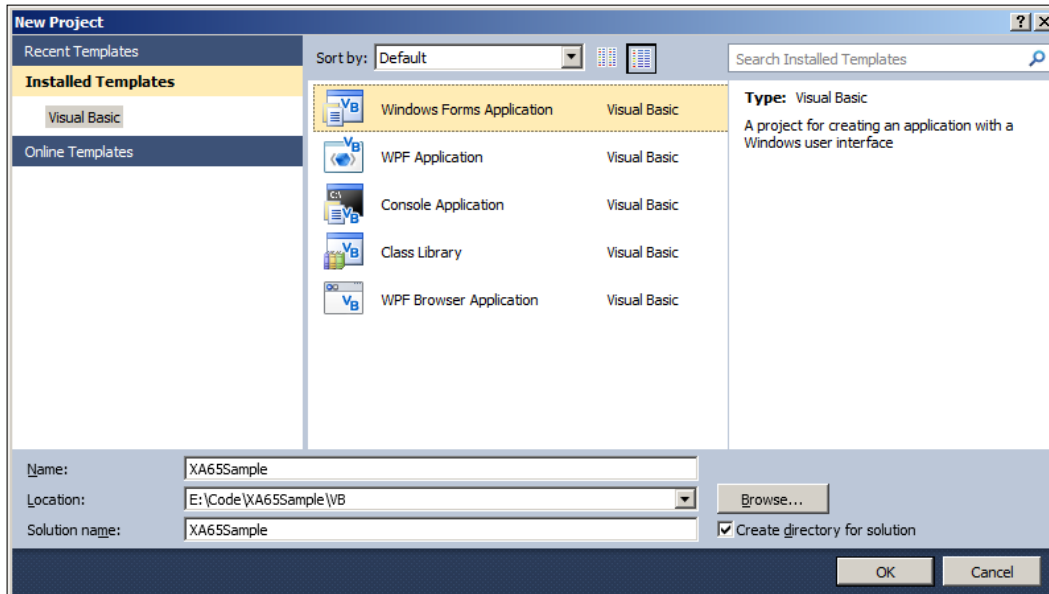 New Project
Recent Templates
Installed Templates
Visual Basic
Online Templates
Sort by: Default
Search Installed Templates
Windows Forms Application Visual Basic
WPF Application Visual Basic
Console Application Visual Basic
Class Library Visual Basic
WPF Browser Application Visual Basic
Type: Visual Basic
A project for creating an application with a
Windows user interface
Name: XA65Sample
Location: E:\Code\XA65Sample\VB Browse...
Solution name: XA65Sample Create directory for solution
OK Cancel